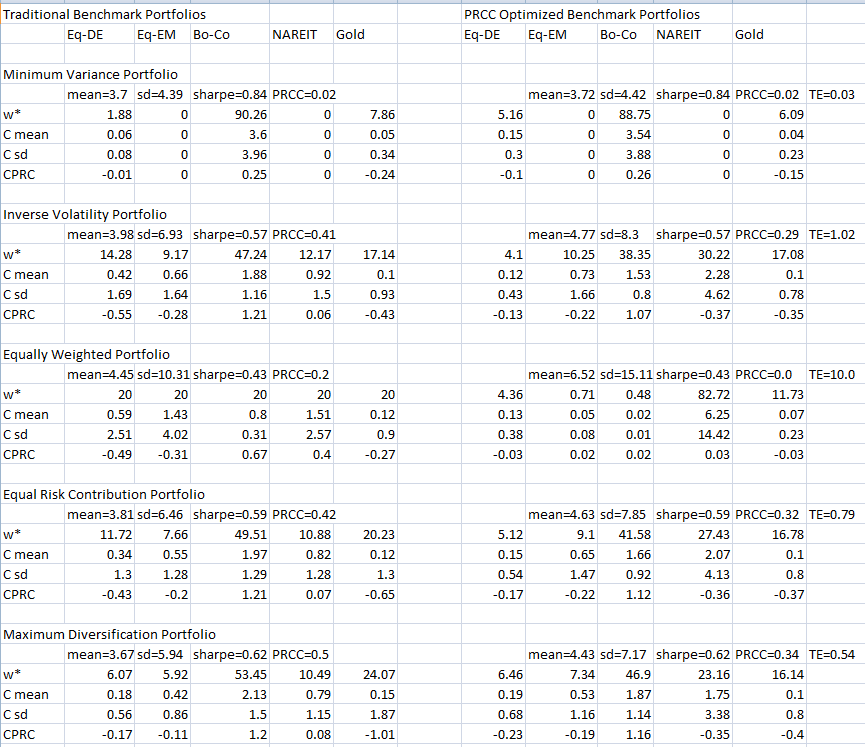 Traditional Benchmark Portfolios PRCC Optimized Benchmark Portfolios
Eq-DE Eq-EM Bo-Co NAREIT Gold Eq-DE Eq-EM Bo-Co NAREIT Gold
Minimum Variance Portfolio
mean=3.7 sd=4.39 sharpe=0.84 PRCC=0.02 mean=3.72 sd=4.42 sharpe=0.84 PRCC=0.02 TE=0.03
w* 1.88 0 90.26 0 7.86 5.16 0 88.75 0 6.09
C mean 0.06 0 3.6 0 0.05 0.15 0 3.54 0 0.04
C sd 0.08 0 3.96 0 0.34 0.3 0 3.88 0 0.23
CPRC -0.01 0 0.25 0 -0.24 -0.1 0 0.26 0 -0.15
Inverse Volatility Portfolio
mean=3.98 sd=6.93 sharpe=0.57 PRCC=0.41 mean=4.77 sd=8.3 sharpe=0.57 PRCC=0.29 TE=1.02
w* 14.28 9.17 47.24 12.17 17.14 4.1 10.25 38.35 30.22 17.08
C mean 0.42 0.66 1.88 0.92 0.1 0.12 0.73 1.53 2.28 0.1
C sd 1.69 1.64 1.16 1.5 0.93 0.43 1.66 0.8 4.62 0.78
CPRC -0.55 -0.28 1.21 0.06 -0.43 -0.13 -0.22 1.07 -0.37 -0.35
Equally Weighted Portfolio
mean=4.45 sd=10.31 sharpe=0.43 PRCC=0.2 mean=6.52 sd=15.11 sharpe=0.43 PRCC=0.0 TE=10.0
w* 20 20 20 20 20 4.36 0.71 0.48 82.72 11.73
C mean 0.59 1.43 0.8 1.51 0.12 0.13 0.05 0.02 6.25 0.07
C sd 2.51 4.02 0.31 2.57 0.9 0.38 0.08 0.01 14.42 0.23
CPRC -0.49 -0.31 0.67 0.4 -0.27 -0.03 0.02 0.02 0.03 -0.03
Equal Risk Contribution Portfolio
mean=3.81 sd=6.46 sharpe=0.59 PRCC=0.42 mean=4.63 sd=7.85 sharpe=0.59 PRCC=0.32 TE=0.79
w* 11.72 7.66 49.51 10.88 20.23 5.12 9.1 41.58 27.43 16.78
C mean 0.34 0.55 1.97 0.82 0.12 0.15 0.65 1.66 2.07 0.1
C sd 1.3 1.28 1.29 1.28 1.3 0.54 1.47 0.92 4.13 0.8
CPRC -0.43 -0.2 1.21 0.07 -0.65 -0.17 -0.22 1.12 -0.36 -0.37
Maximum Diversification Portfolio
mean=3.67 sd=5.94 sharpe=0.62 PRCC=0.5 mean=4.43 sd=7.17 sharpe=0.62 PRCC=0.34 TE=0.54
w* 6.07 5.92 53.45 10.49 24.07 6.46 7.34 46.9 23.16 16.14
C mean 0.18 0.42 2.13 0.79 0.15 0.19 0.53 1.87 1.75 0.1
C sd 0.56 0.86 1.5 1.15 1.87 0.68 1.16 1.14 3.38 0.8
CPRC -0.17 -0.11 1.2 0.08 -1.01 -0.23 -0.19 1.16 -0.35 -0.4